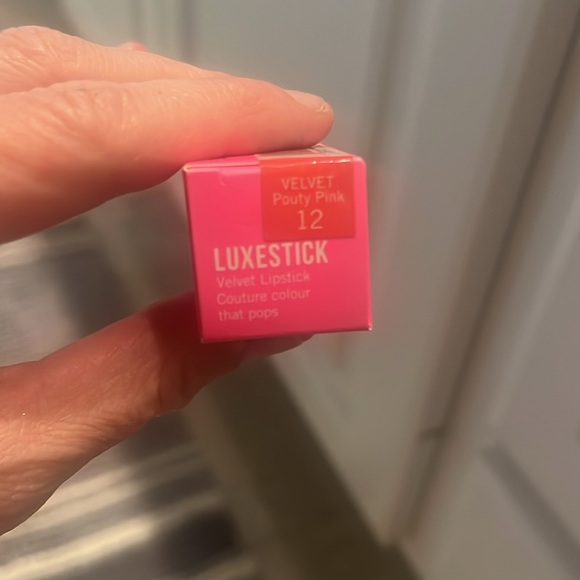 VELVET
Pouty Pink
12
LUXESTICK
Velvet Lipstick
Couture colour
that pops